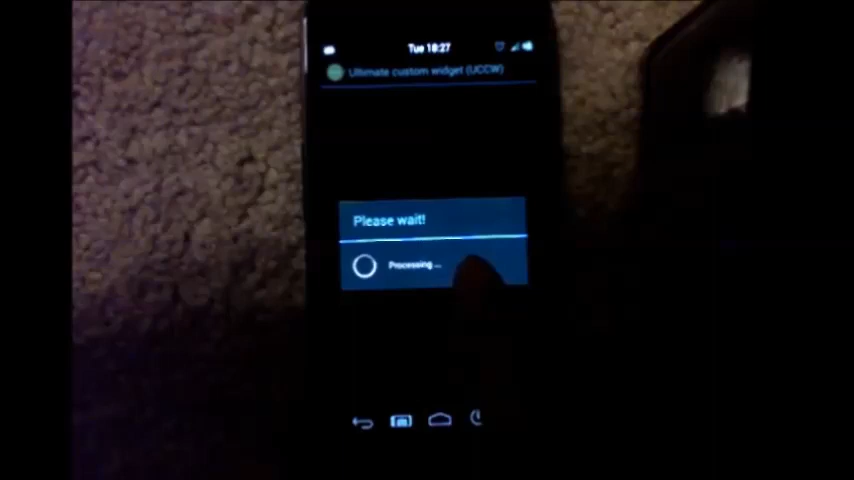 Tue 18:27
Ultimate custom widget (UCCW)
Please wait!
Processing ...